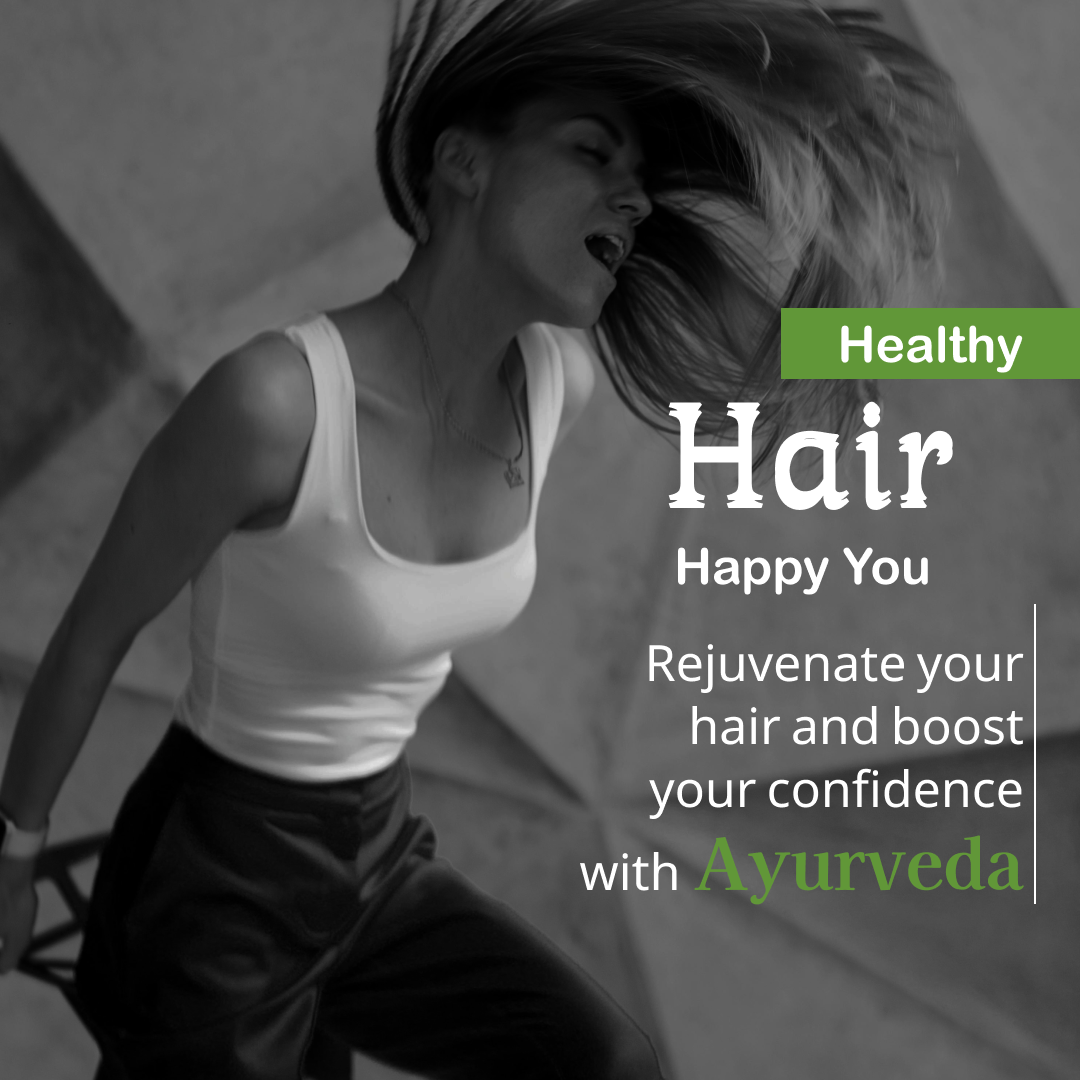 Healthy
Hair
Happy You
Rejuvenate your
hair and boost
your confidence
with Ayurveda